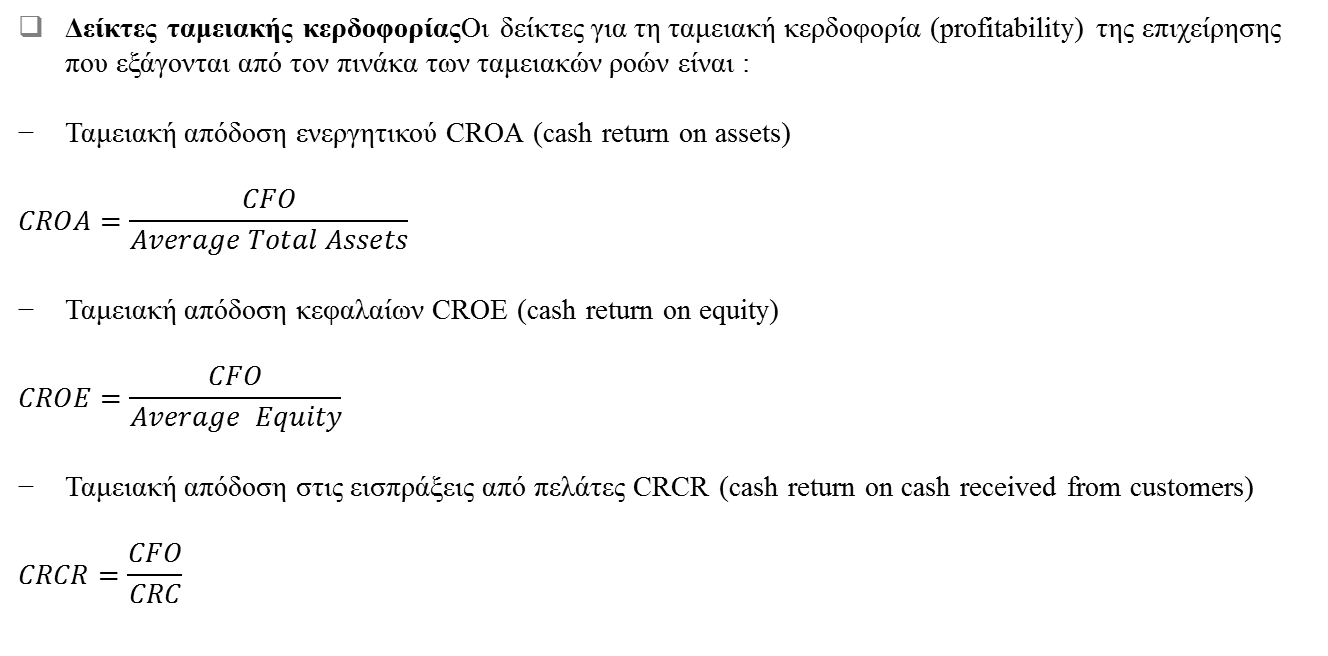 ❑ Δείκτες ταμειακής κερδοφορίαςΟι δείκτες για τη ταμειακή κερδοφορία (profitability) της επιχείρησης
που εξάγονται από τον πινάκα των ταμειακών ροών είναι :
− Ταμειακή απόδοση ενεργητικού CROA (cash return on assets)
CROA = CFO / Average Total Assets
− Ταμειακή απόδοση κεφαλαίων CROE (cash return on equity)
CROE = CFO / Average Equity
− Ταμειακή απόδοση στις εισπράξεις από πελάτες CRCR (cash return on cash received from customers)
CRCR = CFO / CRC